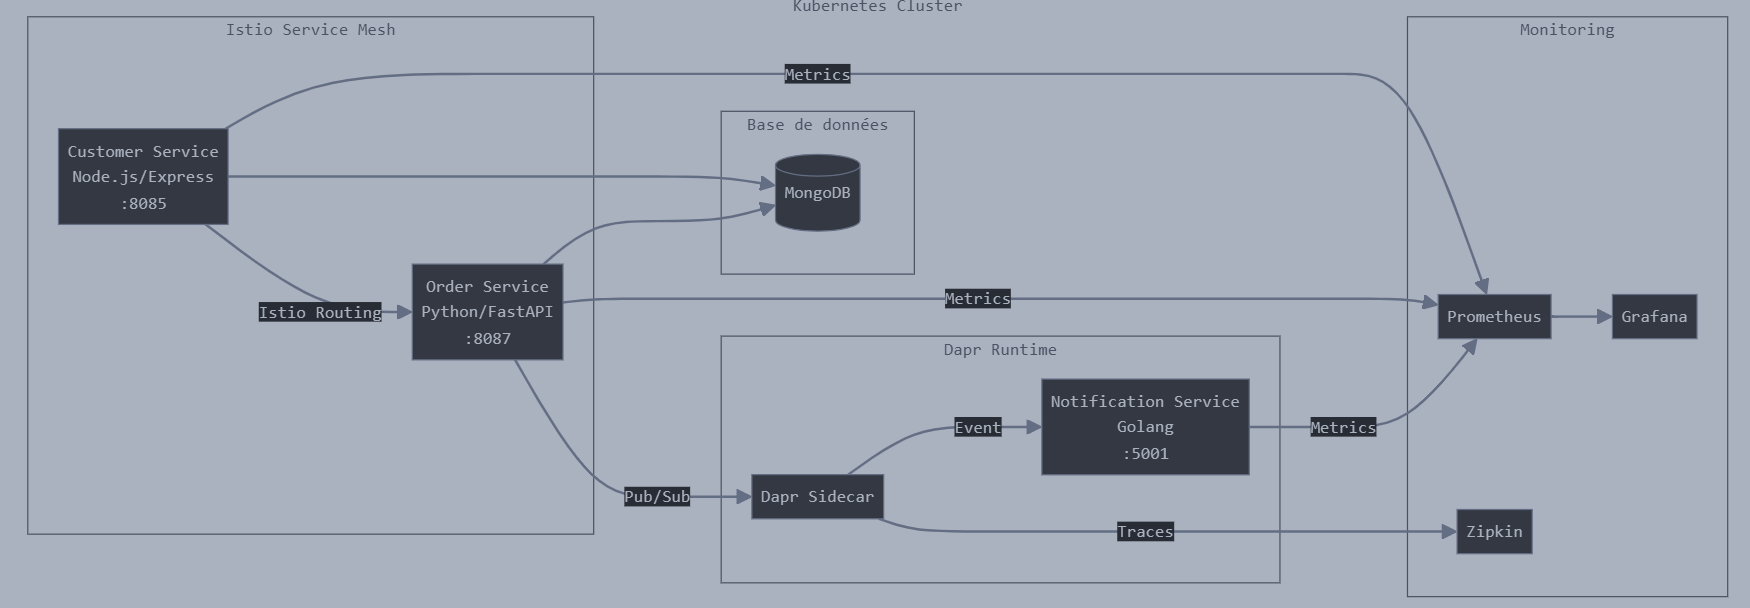 Kubernetes Cluster
Istio Service Mesh
Monitoring
Metrics
Base de données
Customer Service
Node.js/Express
:8085
MongoDB
Order Service
Python/FastAPI
:8087
Istio Routing
Metrics
Prometheus
Grafana
Dapr Runtime
Notification Service
Golang
:5001
Event
Metrics
Pub/Sub
Dapr Sidecar
Traces
Zipkin